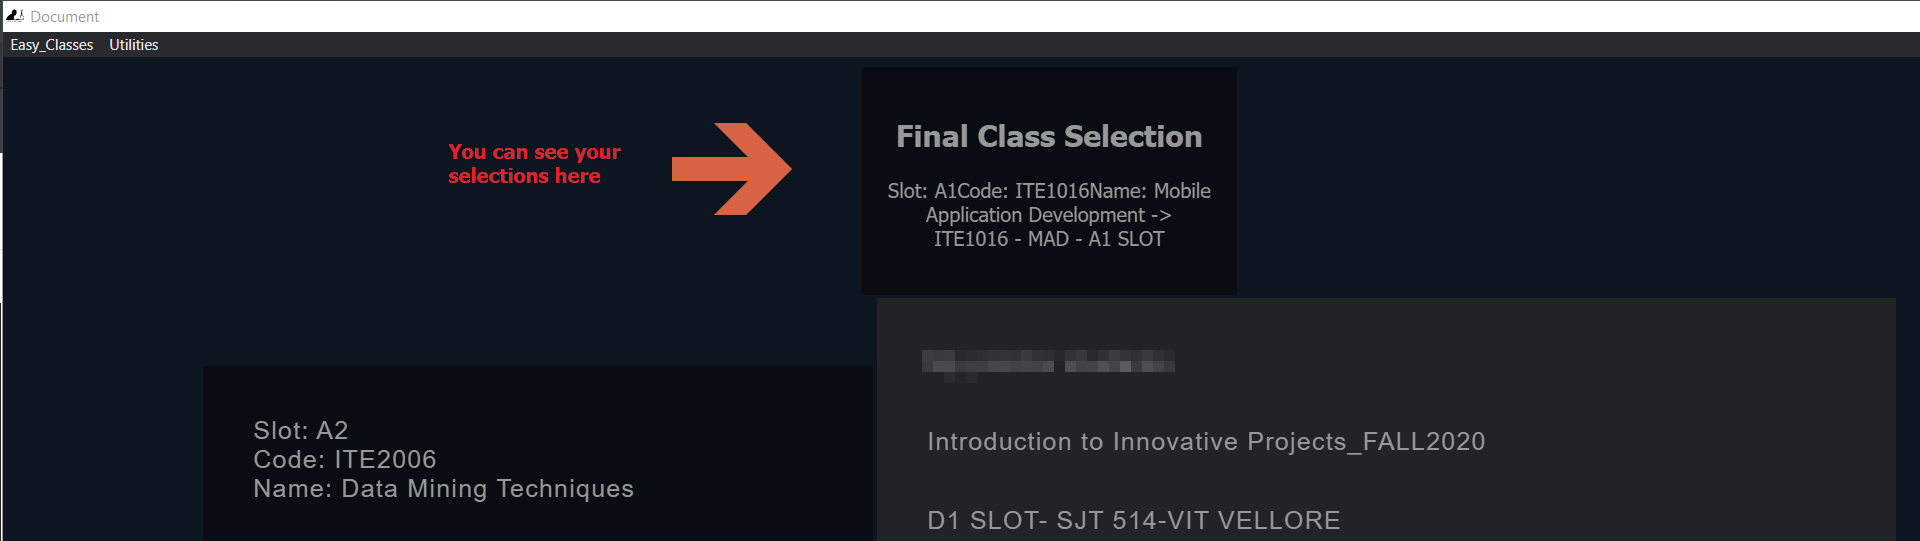 Document
Easy_Classes Utilities
You can see your
selections here
Final Class Selection
Slot: A1Code: ITE1016Name: Mobile
Application Development ->
ITE1016 - MAD - A1 SLOT
Slot: A2
Code: ITE2006
Name: Data Mining Techniques
Introduction to Innovative Projects_FALL2020
D1 SLOT- SJT 514-VIT VELLORE